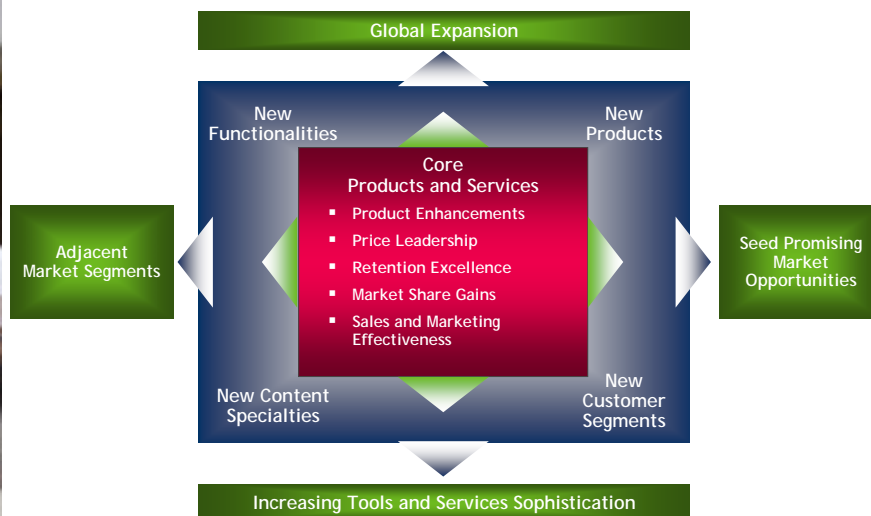 Global Expansion
New
Functionalities
New
Products
Core
Products and Services
▪ Product Enhancements
▪ Price Leadership
▪ Retention Excellence
▪ Market Share Gains
▪ Sales and Marketing
Effectiveness
Adjacent
Market Segments
Seed Promising
Market
Opportunities
New Content
Specialties
New
Customer
Segments
Increasing Tools and Services Sophistication